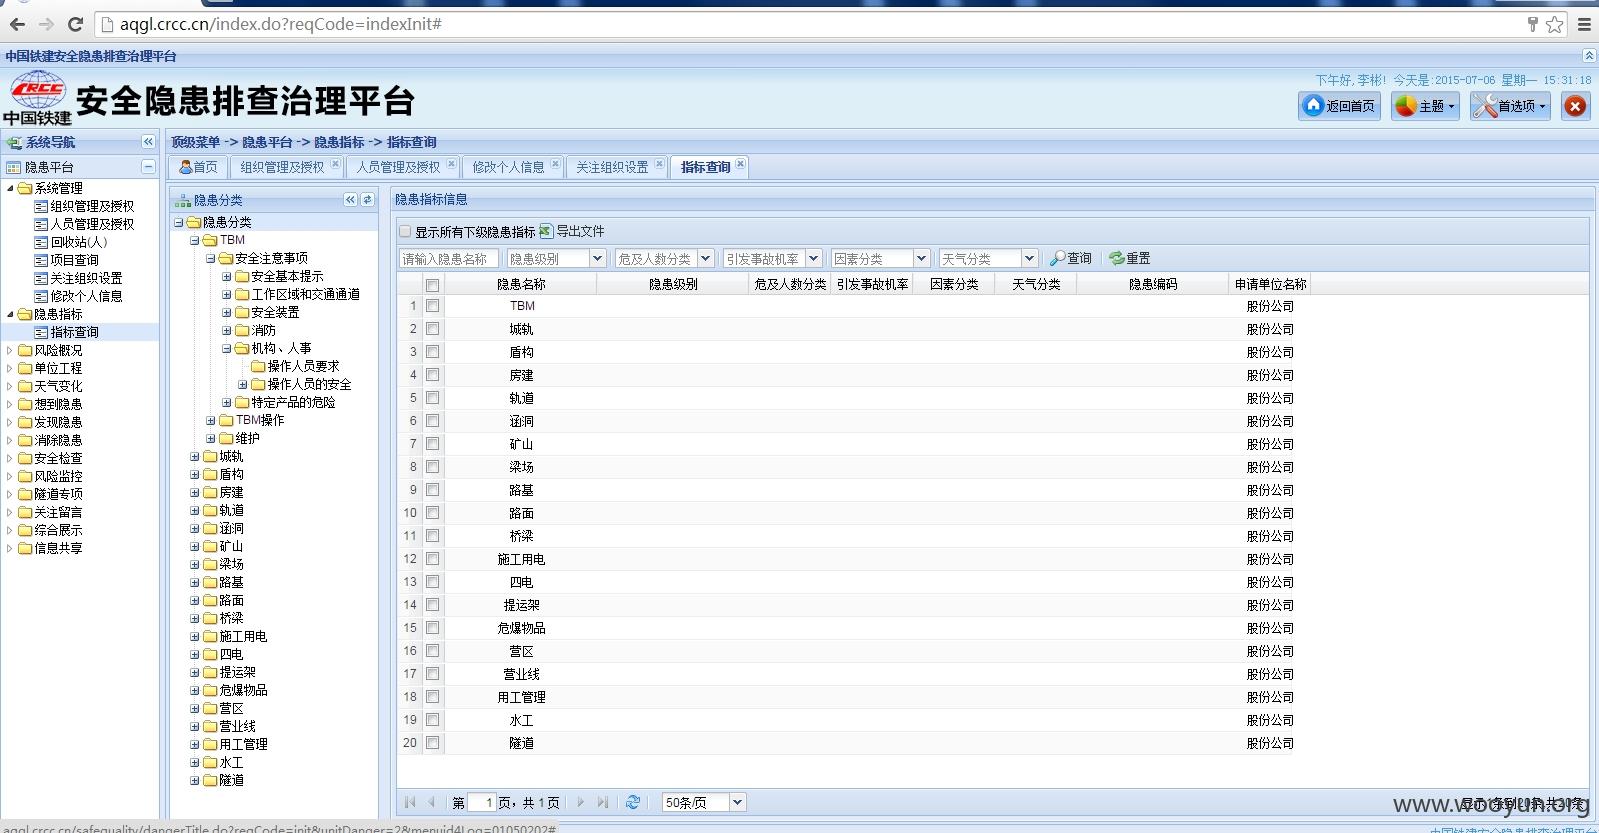 aqgl.crcc.cn/index.do?reqCode=indexInit#
中国铁建安全隐患排查治理平台
CRCC
中国铁建
安全隐患排查治理平台
下午好,李彬! 今天是:2015-07-06 星期一 15:31:18
返回首页 主题 首选项
系统导航
顶级菜单 -> 隐患平台 -> 隐患指标 -> 指标查询
隐患平台
首页 组织管理及授权 人员管理及授权 修改个人信息 关注组织设置 指标查询
系统管理
组织管理及授权
人员管理及授权
回收站(人)
项目查询
关注组织设置
修改个人信息
隐患指标
指标查询
风险概况
单位工程
天气变化
想到隐患
发现隐患
消除隐患
安全检查
风险监控
隧道专项
关注留言
综合展示
信息共享
隐患分类
隐患分类
TBM
安全注意事项
安全基本提示
工作区域和交通通道
安全装置
消防
机构、人事
操作人员要求
操作人员的安全
特定产品的危险
TBM操作
维护
城轨
盾构
房建
轨道
涵洞
矿山
梁场
路基
路面
桥梁
施工用电
四电
提运架
危爆物品
营区
营业线
用工管理
水工
隧道
隐患指标信息
显示所有下级隐患指标 导出文件
请输入隐患名称 隐患级别 危及人数分类 引发事故机率 因素分类 天气分类 查询 重置
隐患名称 隐患级别 危及人数分类 引发事故机率 因素分类 天气分类 隐患编码 申请单位名称
1 TBM 股份公司
2 城轨 股份公司
3 盾构 股份公司
4 房建 股份公司
5 轨道 股份公司
6 涵洞 股份公司
7 矿山 股份公司
8 梁场 股份公司
9 路基 股份公司
10 路面 股份公司
11 桥梁 股份公司
12 施工用电 股份公司
13 四电 股份公司
14 提运架 股份公司
15 危爆物品 股份公司
16 营区 股份公司
17 营业线 股份公司
18 用工管理 股份公司
19 水工 股份公司
20 隧道 股份公司
第 1 页，共 1 页 50条/页
显示1条到20条,共20条
www.wooyun.org
aqgl.crcc.cn/safequality/dangerTitle.do?reqCode=init&unitDanger=2&menuid4Log=01050202#
中国铁建安全隐患排查治理平台